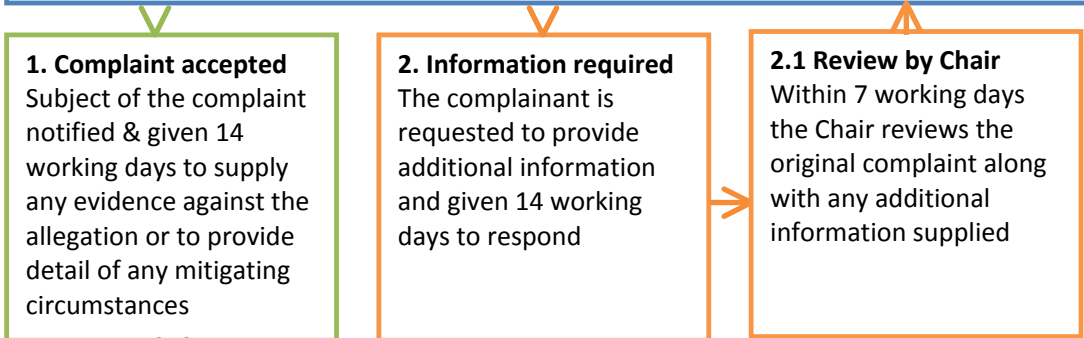 1. Complaint accepted
Subject of the complaint
notified & given 14
working days to supply
any evidence against the
allegation or to provide
detail of any mitigating
circumstances
2. Information required
The complainant is
requested to provide
additional information
and given 14 working
days to respond
2.1 Review by Chair
Within 7 working days
the Chair reviews the
original complaint along
with any additional
information supplied